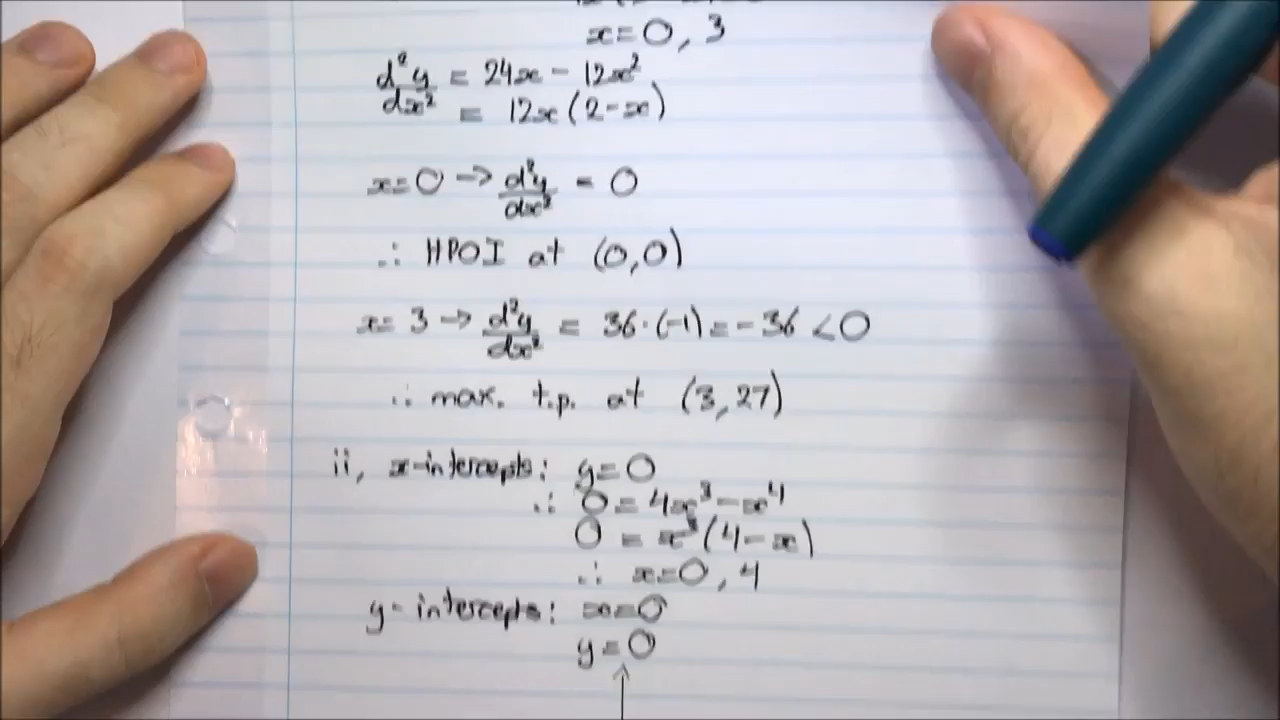 x=0, 3
d²y/dx² = 24x - 12x²
= 12x(2-x)
x=0 → d²y/dx² = 0
∴ HPOI at (0,0)
x=3 → d²y/dx² = 36·(-1) = -36 < 0
∴ max. t.p. at (3,27)
ii, x-intercepts: y=0
∴ 0 = 4x³-x⁴
0 = x³(4-x)
∴ x=0, 4
y-intercepts: x=0
y=0